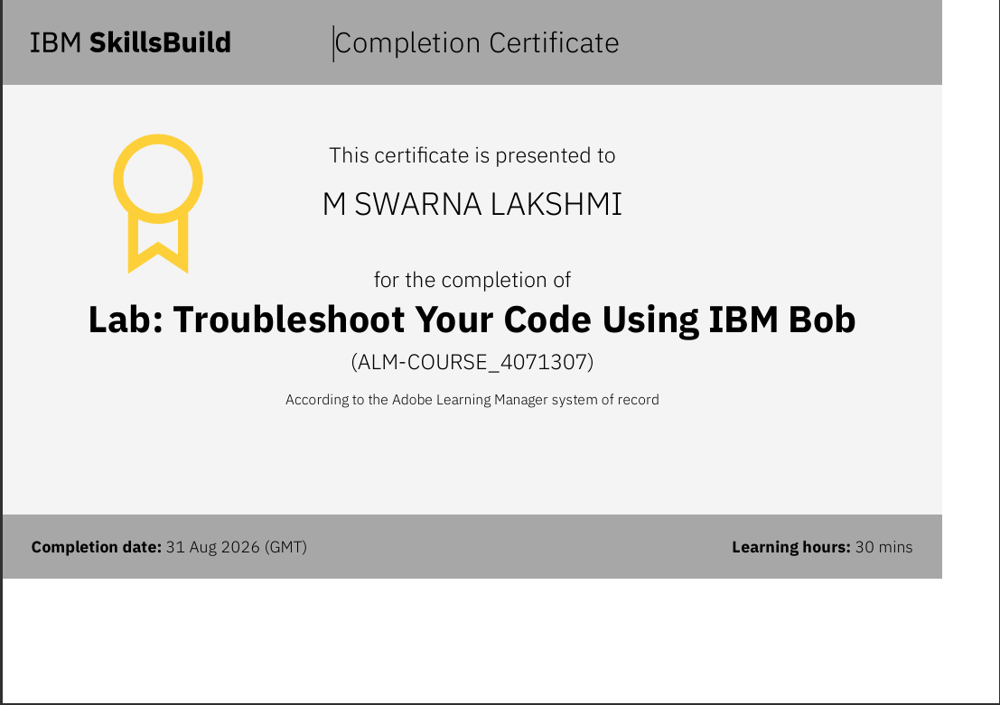 IBM SkillsBuild
Completion Certificate
This certificate is presented to
M SWARNA LAKSHMI
for the completion of
Lab: Troubleshoot Your Code Using IBM Bob
(ALM-COURSE_4071307)
According to the Adobe Learning Manager system of record
Completion date: 31 Aug 2026 (GMT)
Learning hours: 30 mins